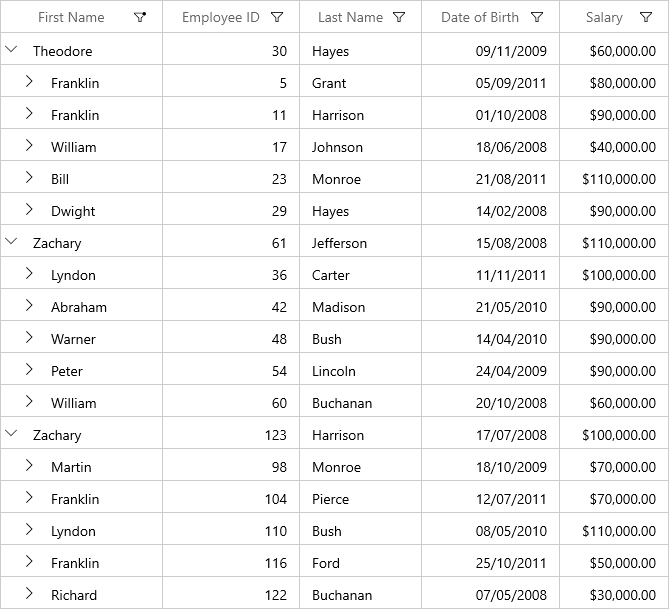 First Name Employee ID Last Name Date of Birth Salary
Theodore 30 Hayes 09/11/2009 $60,000.00
Franklin 5 Grant 05/09/2011 $80,000.00
Franklin 11 Harrison 01/10/2008 $90,000.00
William 17 Johnson 18/06/2008 $40,000.00
Bill 23 Monroe 21/08/2011 $110,000.00
Dwight 29 Hayes 14/02/2008 $90,000.00
Zachary 61 Jefferson 15/08/2008 $110,000.00
Lyndon 36 Carter 11/11/2011 $100,000.00
Abraham 42 Madison 21/05/2010 $90,000.00
Warner 48 Bush 14/04/2010 $90,000.00
Peter 54 Lincoln 24/04/2009 $90,000.00
William 60 Buchanan 20/10/2008 $60,000.00
Zachary 123 Harrison 17/07/2008 $100,000.00
Martin 98 Monroe 18/10/2009 $70,000.00
Franklin 104 Pierce 12/07/2011 $70,000.00
Lyndon 110 Bush 08/05/2010 $110,000.00
Franklin 116 Ford 25/10/2011 $50,000.00
Richard 122 Buchanan 07/05/2008 $30,000.00